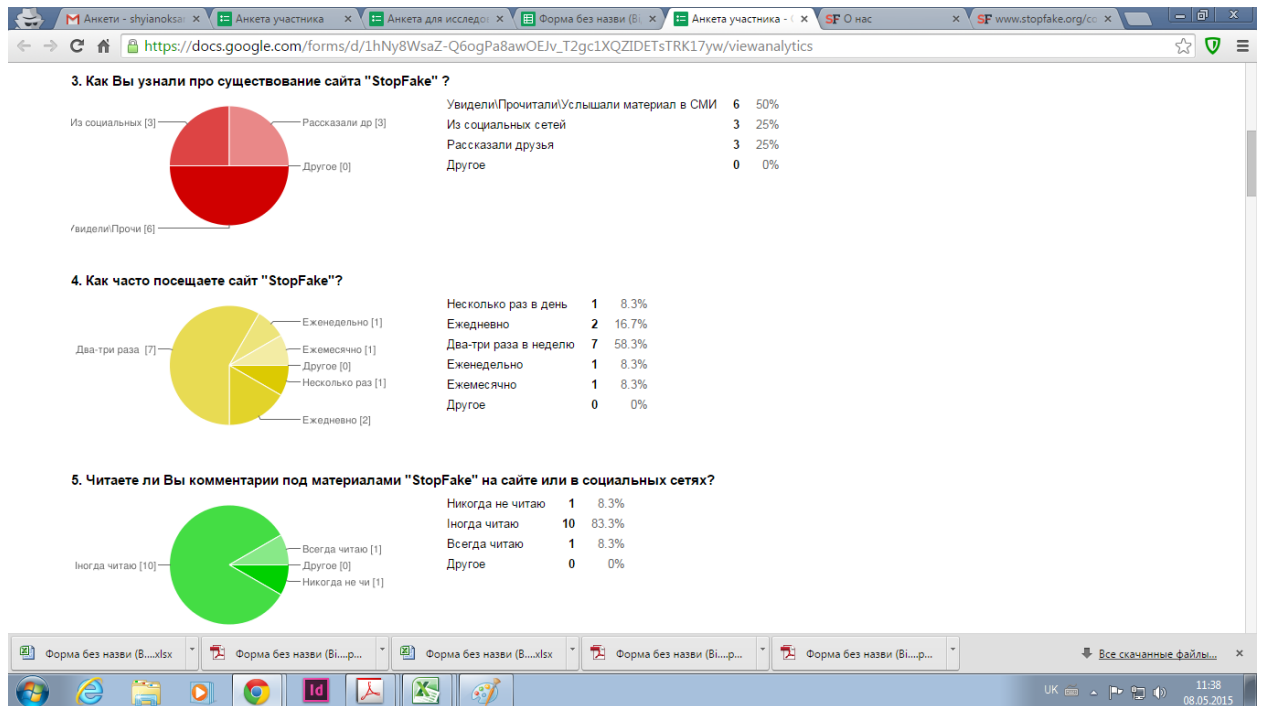 Анкети - shyianoksa
Анкета участника
Анкета для исследо
Форма без назви (Ві
Анкета участника - (
SF О нас
SF www.stopfake.org/co
https://docs.google.com/forms/d/1hNy8WsaZ-Q6ogPa8awOEJv_T2gc1XQZIDETsTRK17yw/viewanalytics
3. Как Вы узнали про существование сайта "StopFake" ?
Из социальных [3]
Рассказали др [3]
Другое [0]
Увидели\Прочи [6]
Увидели\Прочитали\Услышали материал в СМИ 6 50%
Из социальных сетей 3 25%
Рассказали друзья 3 25%
Другое 0 0%
4. Как часто посещаете сайт "StopFake"?
Два-три раза [7]
Еженедельно [1]
Ежемесячно [1]
Другое [0]
Несколько раз [1]
Ежедневно [2]
Несколько раз в день 1 8.3%
Ежедневно 2 16.7%
Два-три раза в неделю 7 58.3%
Еженедельно 1 8.3%
Ежемесячно 1 8.3%
Другое 0 0%
5. Читаете ли Вы комментарии под материалами "StopFake" на сайте или в социальных сетях?
Іногда читаю [10]
Всегда читаю [1]
Другое [0]
Никогда не чи [1]
Никогда не читаю 1 8.3%
Іногда читаю 10 83.3%
Всегда читаю 1 8.3%
Другое 0 0%
Форма без назви (В....xlsx
Форма без назви (Ві....p...
Форма без назви (В....xlsx
Форма без назви (Ві....p...
Форма без назви (Ві....p...
Все скачанные файлы...
Id
UK
11:38
08.05.2015